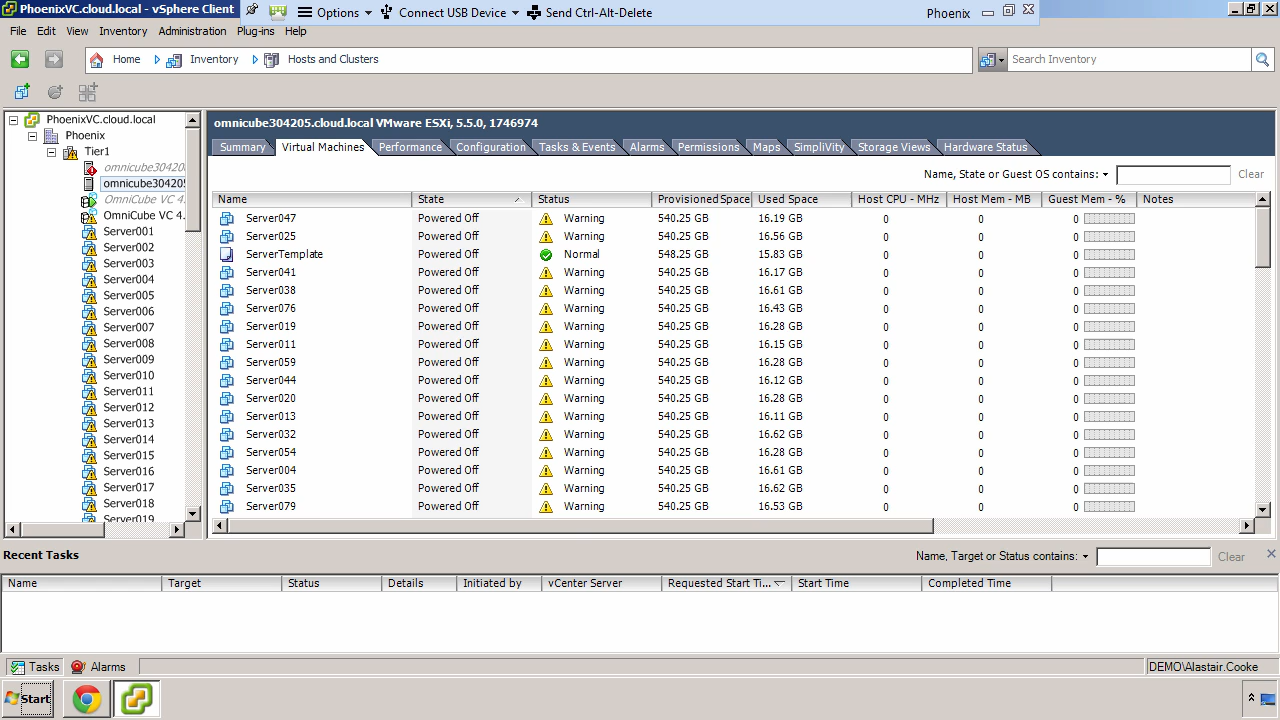 PhoenixVC.cloud.local - vSphere Client
Options
Connect USB Device
Send Ctrl-Alt-Delete
Phoenix
File Edit View Inventory Administration Plug-ins Help
Home Inventory Hosts and Clusters
Search Inventory
PhoenixVC.cloud.local
Phoenix
Tier1
omnicube30420
omnicube304205
OmniCube VC 4.
OmniCube VC 4.
Server001
Server002
Server003
Server004
Server005
Server006
Server007
Server008
Server009
Server010
Server011
Server012
Server013
Server014
Server015
Server016
Server017
Server018
Server019
omnicube304205.cloud.local VMware ESXi, 5.5.0, 1746974
Summary Virtual Machines Performance Configuration Tasks & Events Alarms Permissions Maps SimpliVity Storage Views Hardware Status
Name, State or Guest OS contains: Clear
Name State Status Provisioned Space Used Space Host CPU - MHz Host Mem - MB Guest Mem - % Notes
Server047 Powered Off Warning 540.25 GB 16.19 GB 0 0 0
Server025 Powered Off Warning 540.25 GB 16.56 GB 0 0 0
ServerTemplate Powered Off Normal 548.25 GB 15.83 GB 0 0 0
Server041 Powered Off Warning 540.25 GB 16.17 GB 0 0 0
Server038 Powered Off Warning 540.25 GB 16.61 GB 0 0 0
Server076 Powered Off Warning 540.25 GB 16.43 GB 0 0 0
Server019 Powered Off Warning 540.25 GB 16.28 GB 0 0 0
Server011 Powered Off Warning 540.25 GB 16.15 GB 0 0 0
Server059 Powered Off Warning 540.25 GB 16.28 GB 0 0 0
Server044 Powered Off Warning 540.25 GB 16.12 GB 0 0 0
Server020 Powered Off Warning 540.25 GB 16.28 GB 0 0 0
Server013 Powered Off Warning 540.25 GB 16.11 GB 0 0 0
Server032 Powered Off Warning 540.25 GB 16.62 GB 0 0 0
Server054 Powered Off Warning 540.25 GB 16.28 GB 0 0 0
Server004 Powered Off Warning 540.25 GB 16.61 GB 0 0 0
Server035 Powered Off Warning 540.25 GB 16.62 GB 0 0 0
Server079 Powered Off Warning 540.25 GB 16.53 GB 0 0 0
Recent Tasks
Name, Target or Status contains: Clear
Name Target Status Details Initiated by vCenter Server Requested Start Ti... Start Time Completed Time
Tasks Alarms
DEMO\Alastair.Cooke
Start